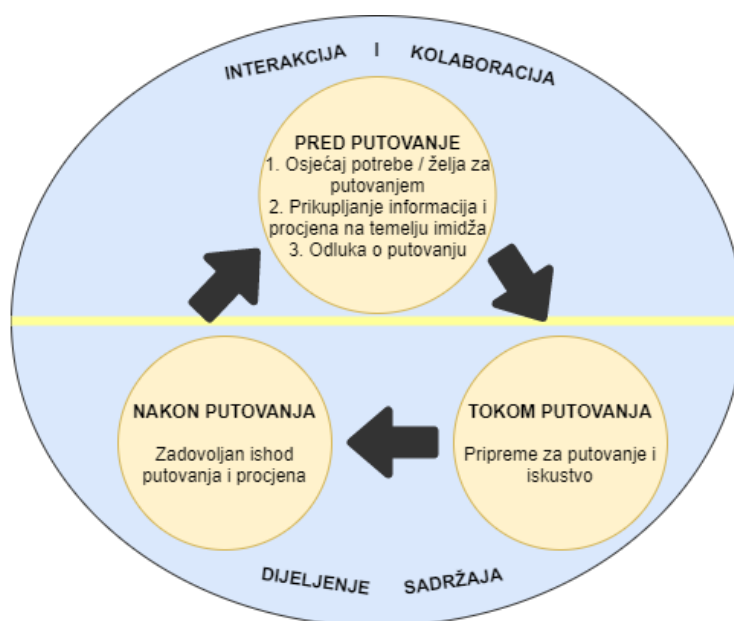 INTERAKCIJA I KOLABORACIJA
PRED PUTOVANJE
1. Osjećaj potrebe / želja za
putovanjem
2. Prikupljanje informacija i
procjena na temelju imidža
3. Odluka o putovanju
NAKON PUTOVANJA
Zadovoljan ishod
putovanja i procjena
TOKOM PUTOVANJA
Pripreme za putovanje i
iskustvo
DIJELJENJE SADRŽAJA